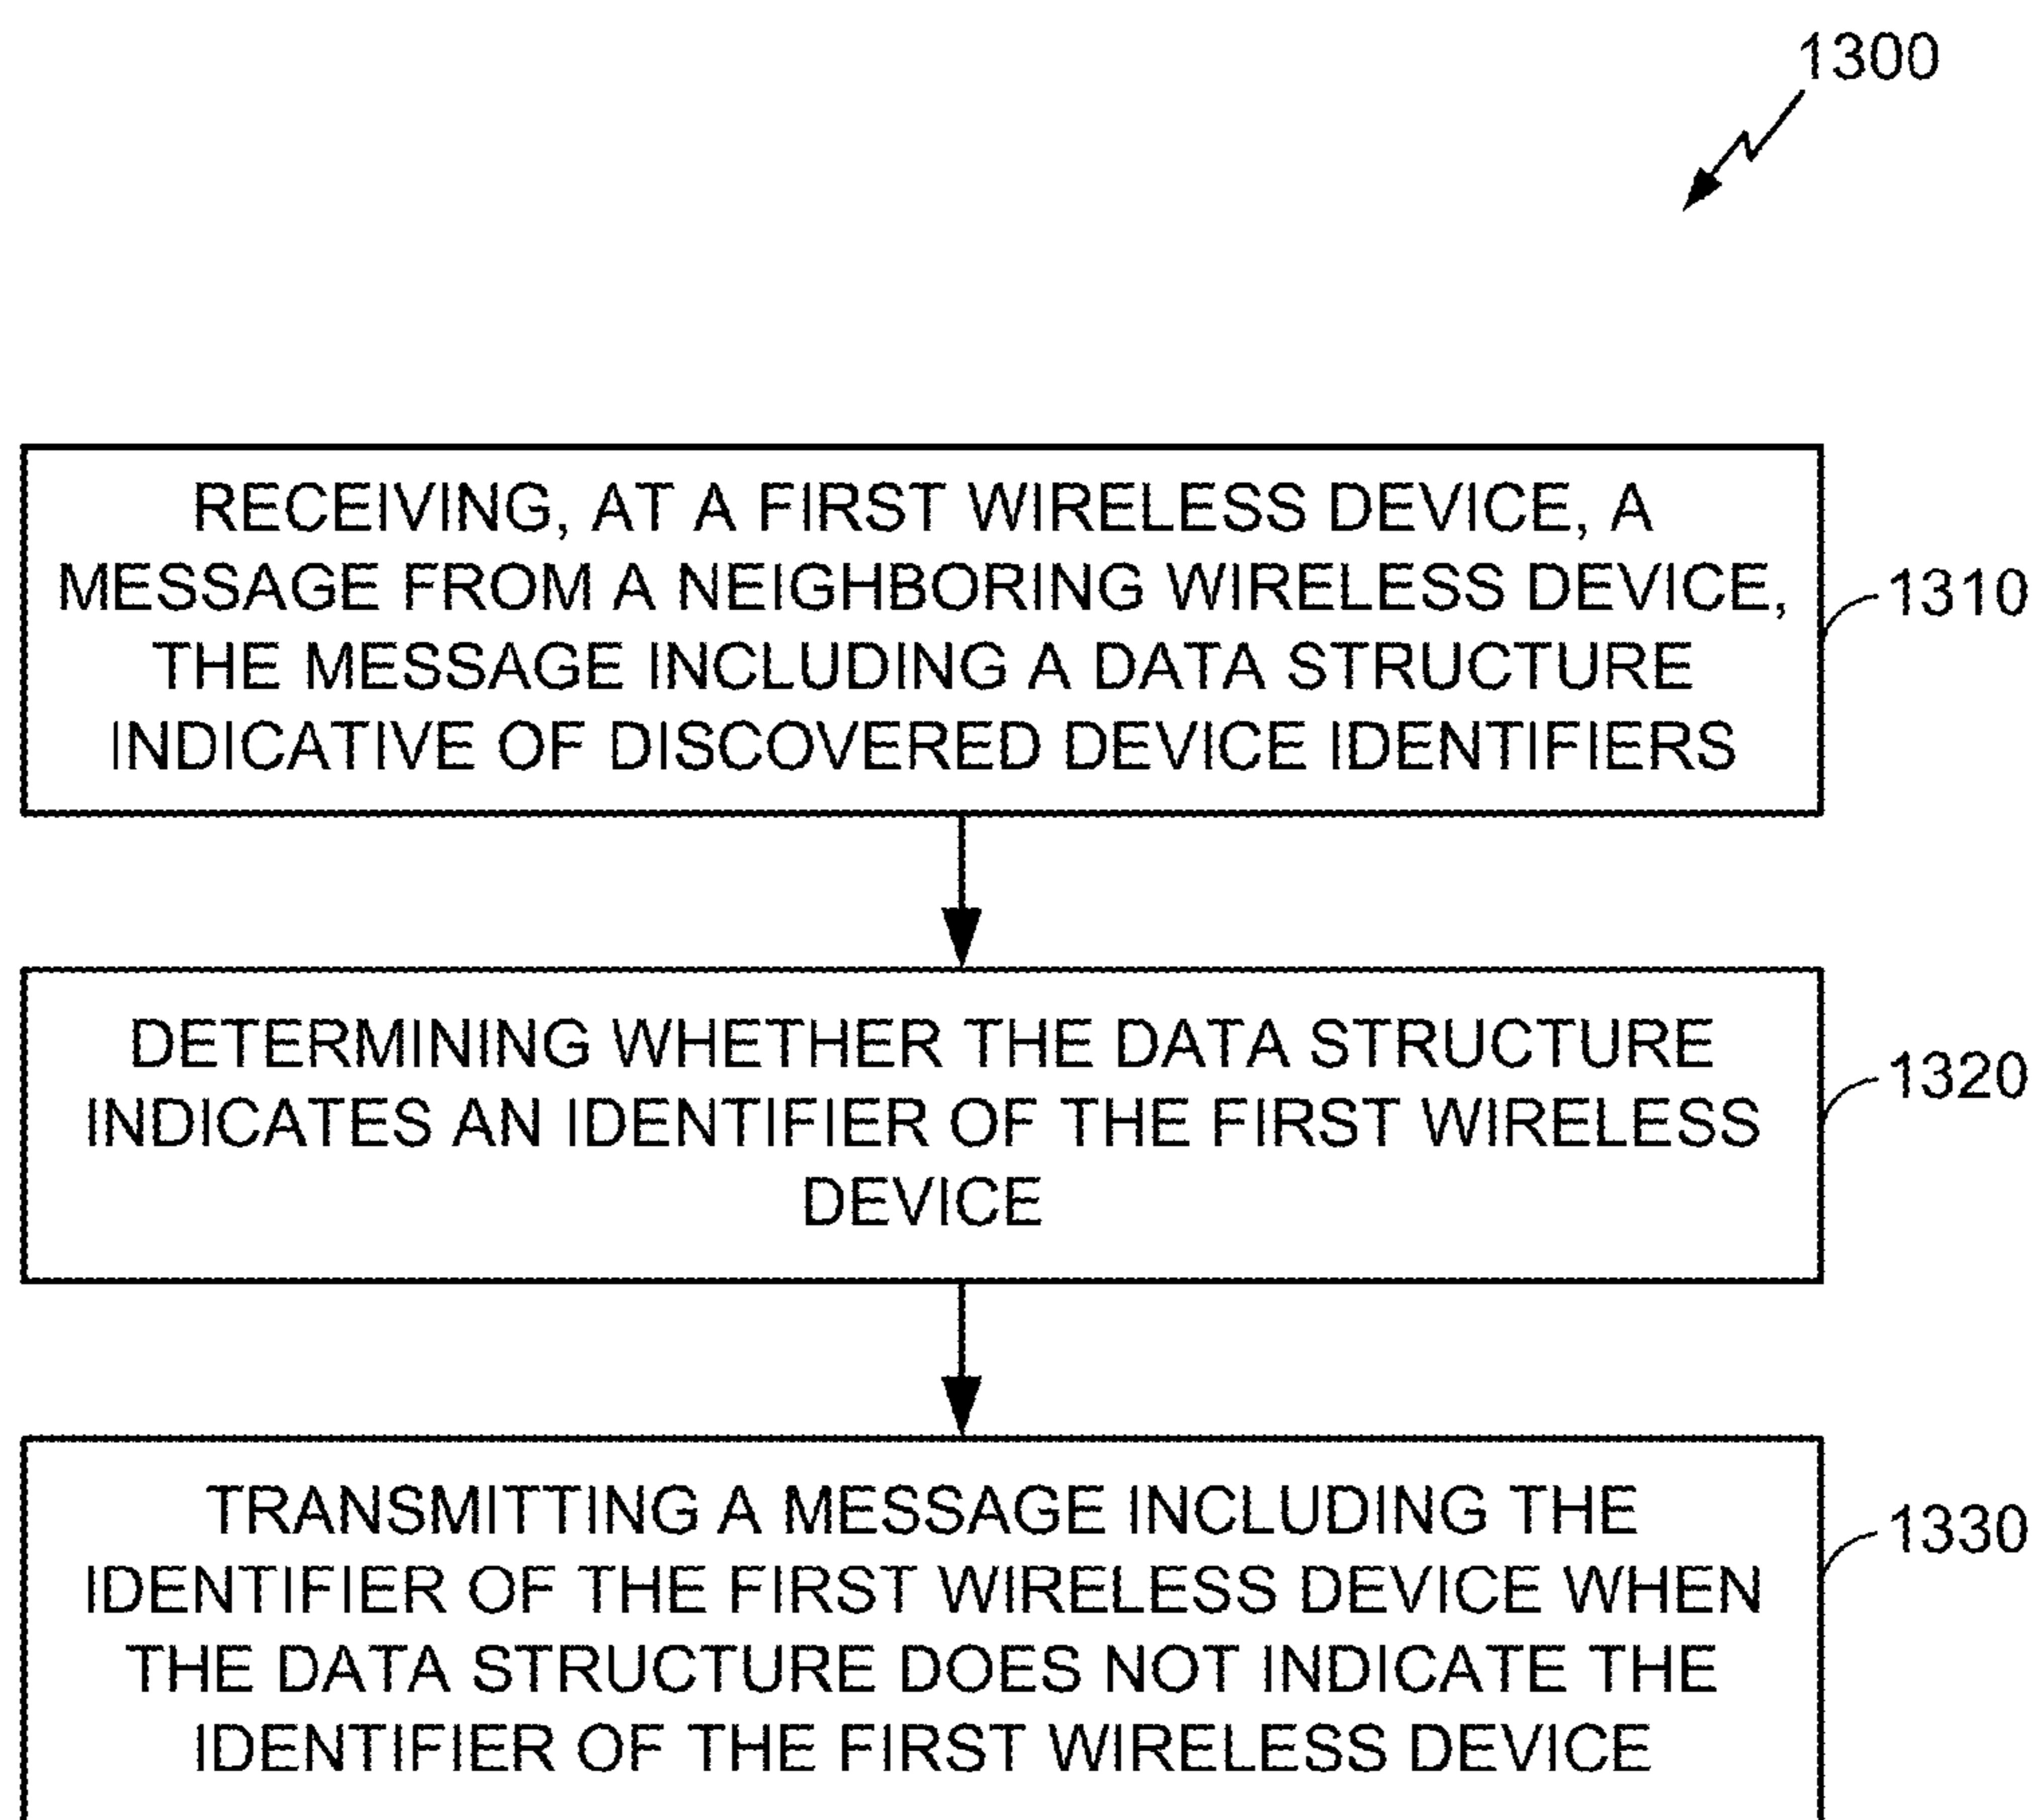 1300
RECEIVING, AT A FIRST WIRELESS DEVICE, A
MESSAGE FROM A NEIGHBORING WIRELESS DEVICE,
THE MESSAGE INCLUDING A DATA STRUCTURE
INDICATIVE OF DISCOVERED DEVICE IDENTIFIERS
1310
DETERMINING WHETHER THE DATA STRUCTURE
INDICATES AN IDENTIFIER OF THE FIRST WIRELESS
DEVICE
1320
TRANSMITTING A MESSAGE INCLUDING THE
IDENTIFIER OF THE FIRST WIRELESS DEVICE WHEN
THE DATA STRUCTURE DOES NOT INDICATE THE
IDENTIFIER OF THE FIRST WIRELESS DEVICE
1330